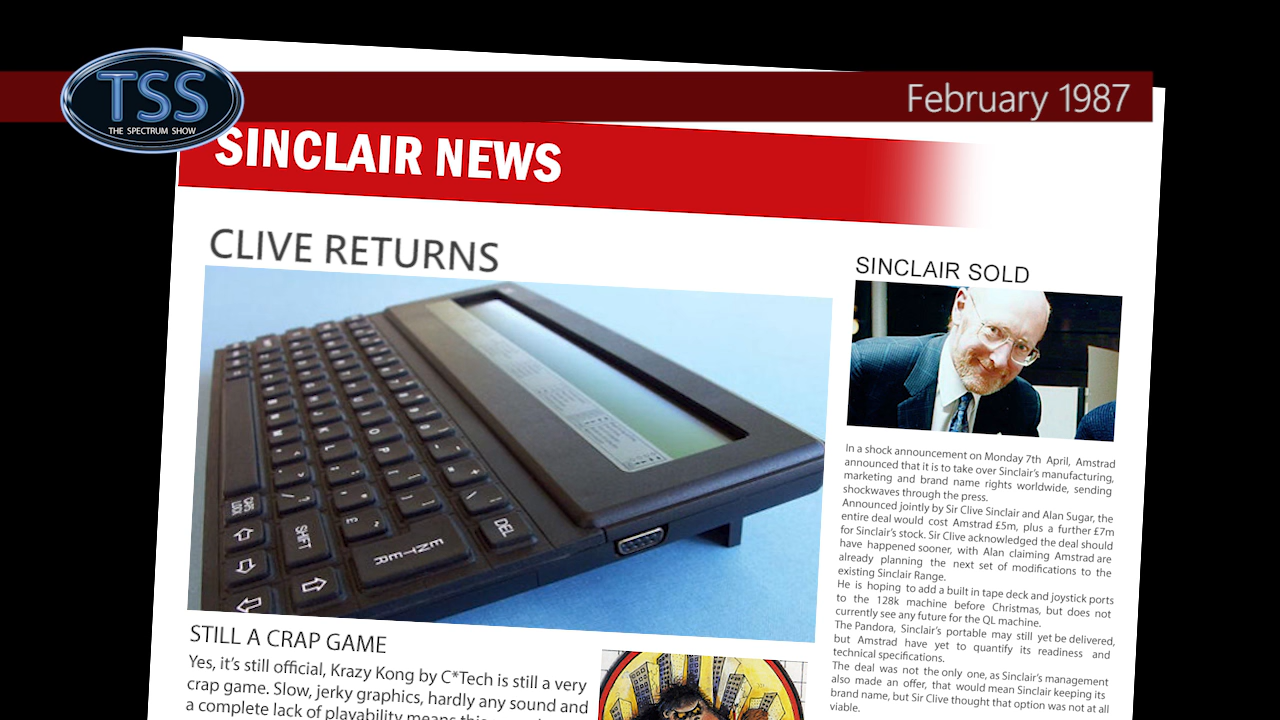 February 1987
TSS
THE SPECTRUM SHOW
SINCLAIR NEWS
CLIVE RETURNS
CAPS LOCK
SHIFT
ENTER
DEL
STILL A CRAP GAME
Yes, it's still official, Krazy Kong by C*Tech is still a very
crap game. Slow, jerky graphics, hardly any sound and
a complete lack of playability means
SINCLAIR SOLD
In a shock announcement on Monday 7th April, Amstrad
announced that it is to take over Sinclair's manufacturing,
marketing and brand name rights worldwide, sending
shockwaves through the press.
Announced jointly by Sir Clive Sinclair and Alan Sugar, the
entire deal would cost Amstrad £5m, plus a further £7m
for Sinclair's stock. Sir Clive acknowledged the deal should
have happened sooner, with Alan claiming Amstrad are
already planning the next set of modifications to the
existing Sinclair Range.
He is hoping to add a built in tape deck and joystick ports
to the 128k machine before Christmas, but does not
currently see any future for the QL machine.
The Pandora, Sinclair's portable may still yet be delivered,
but Amstrad have yet to quantify its readiness and
technical specifications.
The deal was not the only one, as Sinclair's management
also made an offer, that would mean Sinclair keeping its
brand name, but Sir Clive thought that option was not at all
viable.